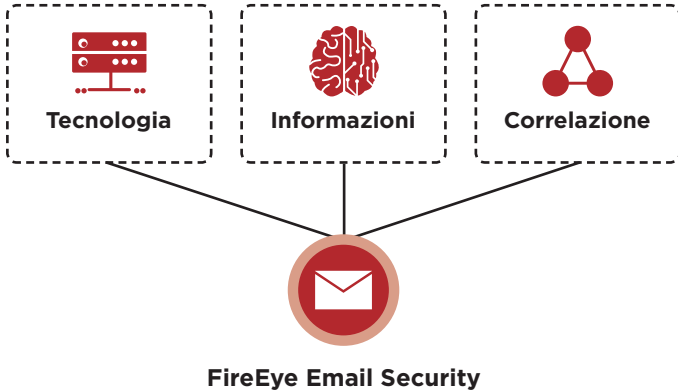 Tecnologia
Informazioni
Correlazione
FireEye Email Security